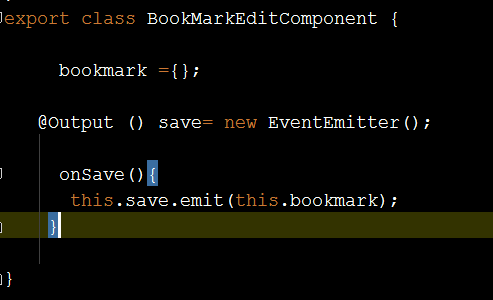 export class BookMarkEditComponent {
bookmark ={};
@Output () save= new EventEmitter();
onSave(){
this.save.emit(this.bookmark);
}
}